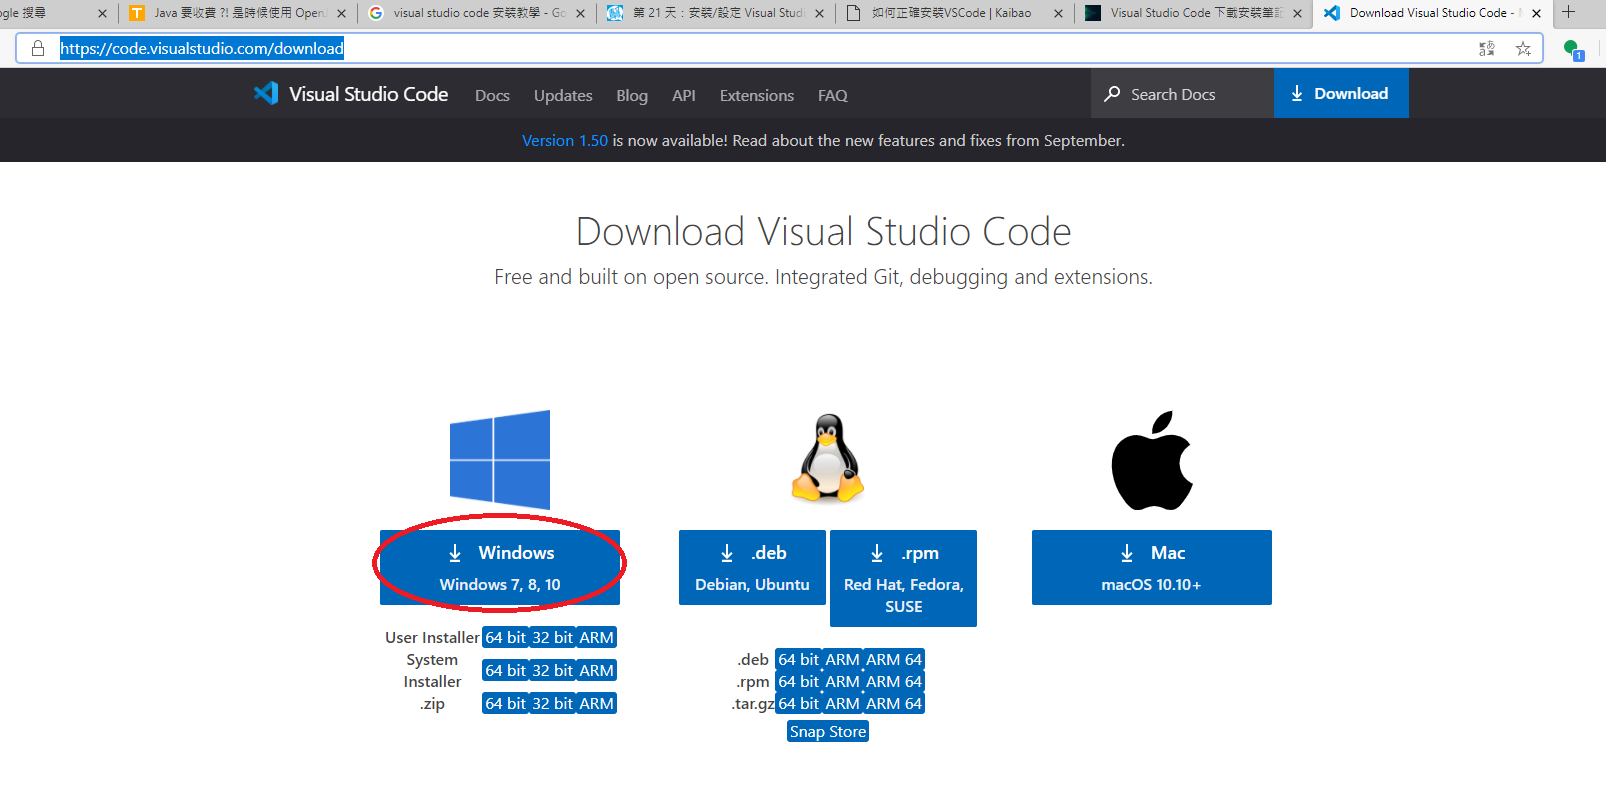 ogle 搜尋
Java 要收費 ?! 是時候使用 Open
visual studio code 安裝教學 - Go
第 21 天：安裝/設定 Visual Studi
如何正確安裝VSCode | Kaibao
Visual Studio Code 下載安裝筆記
Download Visual Studio Code -
https://code.visualstudio.com/download
1
Visual Studio Code
Docs
Updates
Blog
API
Extensions
FAQ
Search Docs
Download
Version 1.50 is now available! Read about the new features and fixes from September.
Download Visual Studio Code
Free and built on open source. Integrated Git, debugging and extensions.
Windows
Windows 7, 8, 10
.deb
Debian, Ubuntu
.rpm
Red Hat, Fedora,
SUSE
Mac
macOS 10.10+
User Installer 64 bit 32 bit ARM
System
Installer 64 bit 32 bit ARM
.zip 64 bit 32 bit ARM
.deb 64 bit ARM ARM 64
.rpm 64 bit ARM ARM 64
.tar.gz 64 bit ARM ARM 64
Snap Store